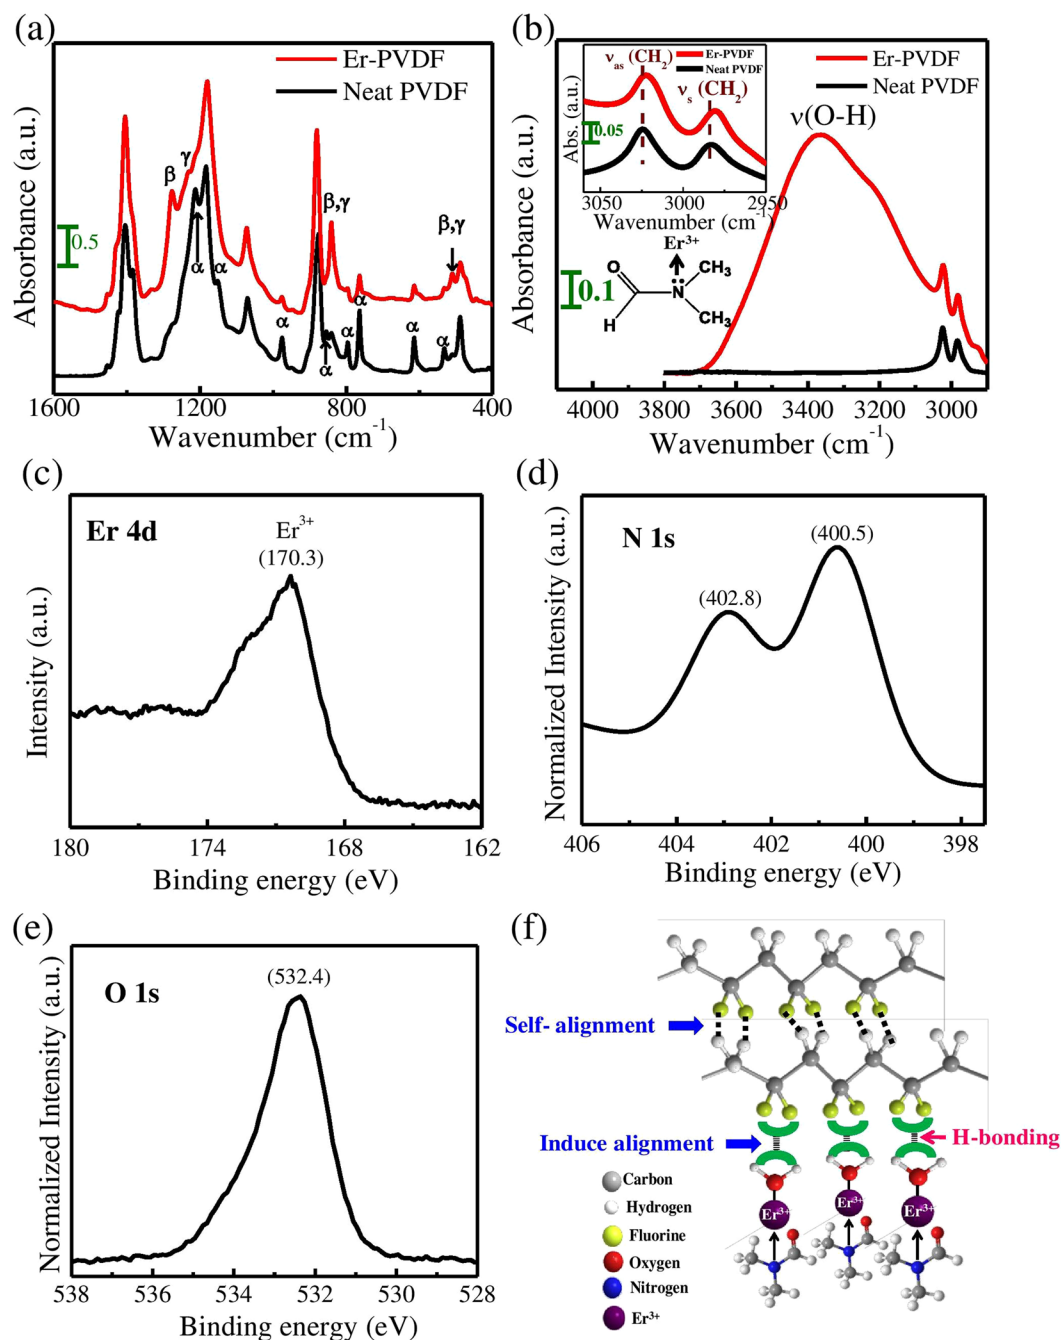 (a)
Er-PVDF
Neat PVDF
β
γ
β,γ
β,γ
0.5
α
α
α
α
α
α
α
α
Absorbance (a.u.)
1600
1200
800
400
Wavenumber (cm⁻¹)
(b)
νas (CH₂)
Er-PVDF
Neat PVDF
νs (CH₂)
0.05
Abs. (a.u.)
3050
3000
2950
Wavenumber (cm⁻¹)
Er-PVDF
Neat PVDF
ν(O-H)
Er³⁺
O
CH₃
N
H
CH₃
0.1
Absorbance (a.u.)
4000
3800
3600
3400
3200
3000
Wavenumber (cm⁻¹)
(c)
Er 4d
Er³⁺
(170.3)
Intensity (a.u.)
180
174
168
162
Binding energy (eV)
(d)
N 1s
(400.5)
(402.8)
Normalized Intensity (a.u.)
406
404
402
400
398
Binding energy (eV)
(e)
O 1s
(532.4)
Normalized Intensity (a.u.)
538
536
534
532
530
528
Binding energy (eV)
(f)
Self- alignment
Induce alignment
H-bonding
Er³⁺
Er³⁺
Er³⁺
Carbon
Hydrogen
Fluorine
Oxygen
Nitrogen
Er³⁺